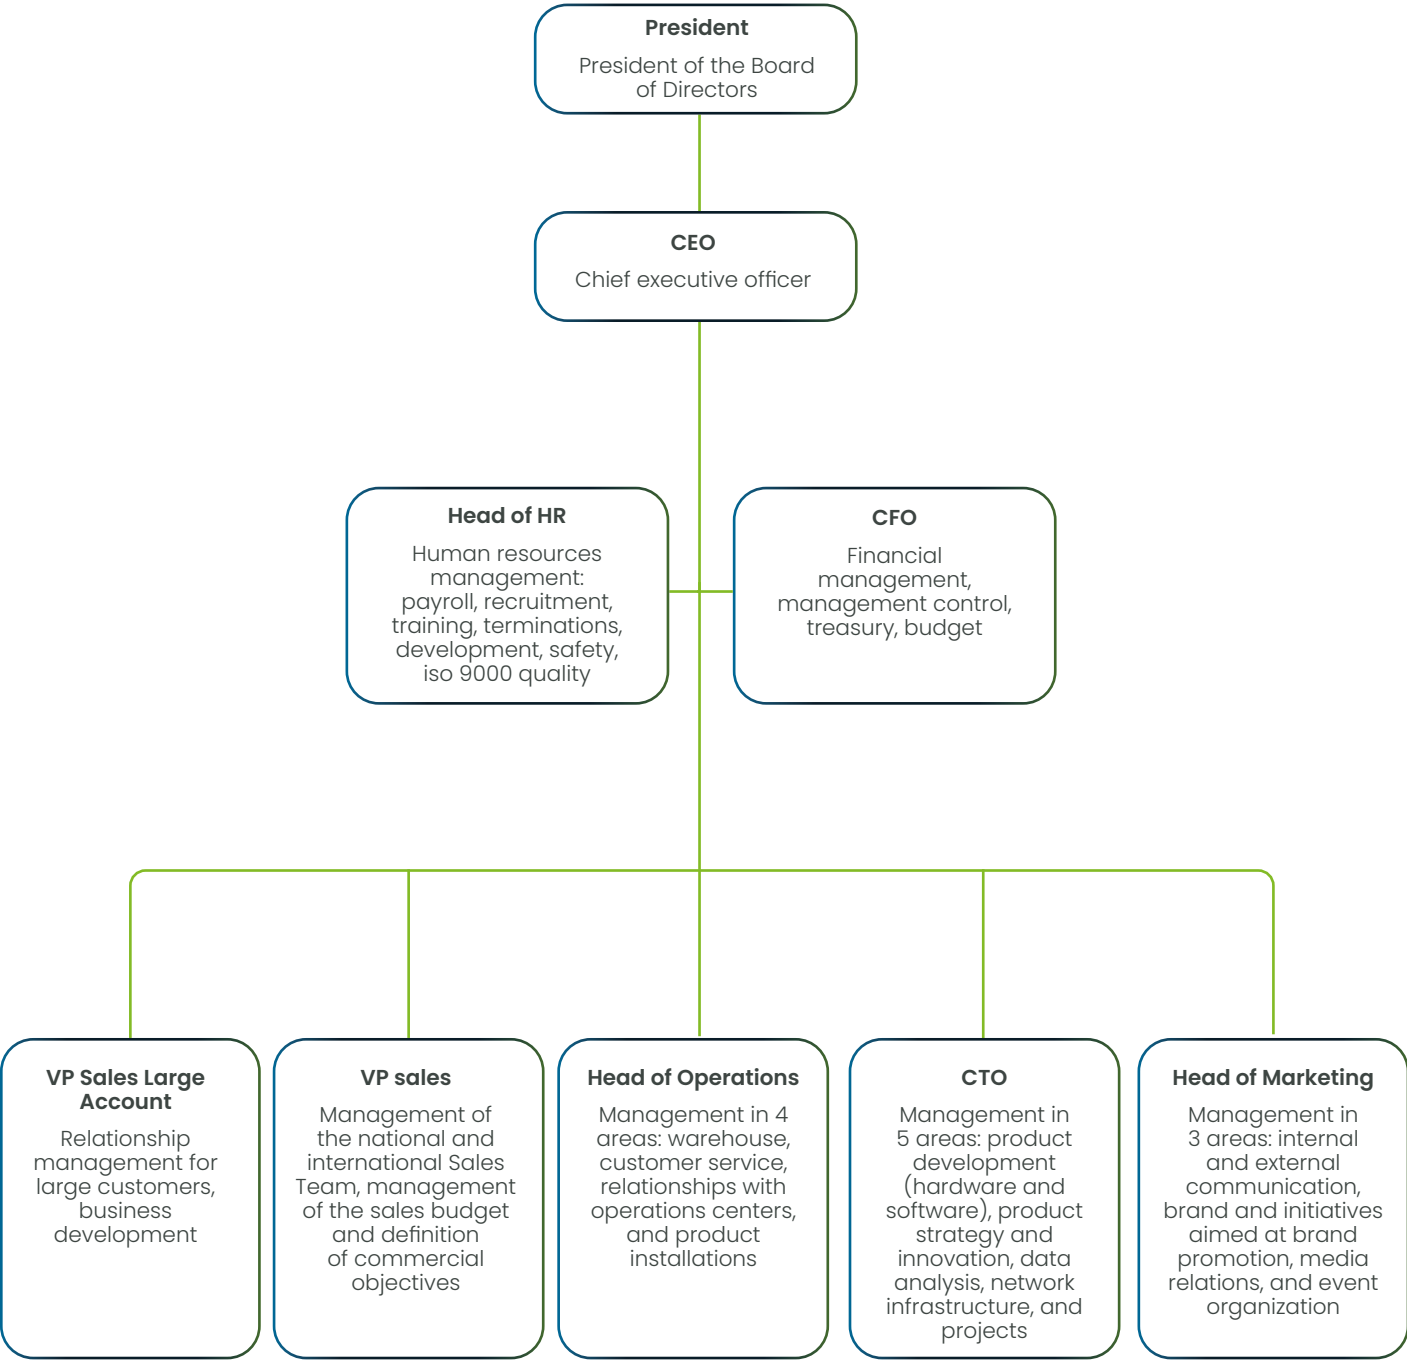 President
President of the Board
of Directors
CEO
Chief executive officer
Head of HR
Human resources
management:
payroll, recruitment,
training, terminations,
development, safety,
iso 9000 quality
CFO
Financial
management,
management control,
treasury, budget
VP Sales Large
Account
Relationship
management for
large customers,
business
development
VP sales
Management of
the national and
international Sales
Team, management
of the sales budget
and definition
of commercial
objectives
Head of Operations
Management in 4
areas: warehouse,
customer service,
relationships with
operations centers,
and product
installations
CTO
Management in
5 areas: product
development
(hardware and
software), product
strategy and
innovation, data
analysis, network
infrastructure, and
projects
Head of Marketing
Management in
3 areas: internal
and external
communication,
brand and initiatives
aimed at brand
promotion, media
relations, and event
organization